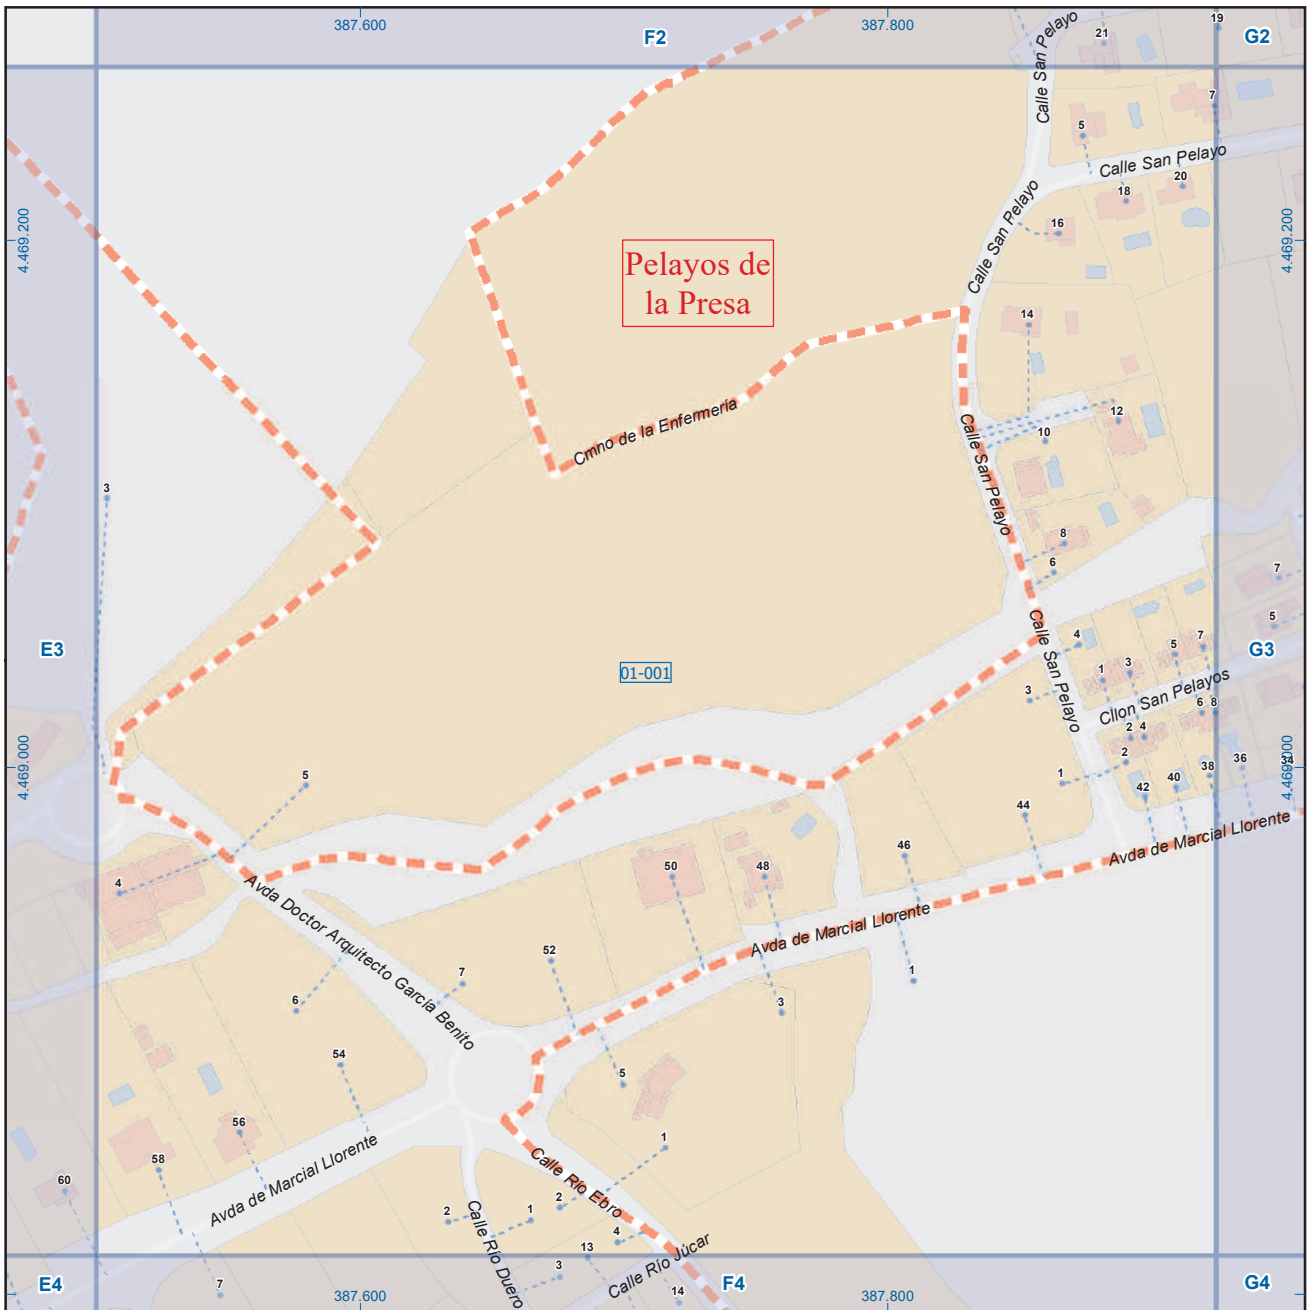 387.600
F2
387.800
19
G2
21
Calle San Pelayo
Calle San Pelayo
7
5
Calle San Pelayo
20
18
Calle San Pelayo
16
4.469.200
4.469.200
Pelayos de
la Presa
14
12
10
Cmno de la Enfermería
Calle San Pelayo
3
8
6
7
5
E3
G3
4
Calle San Pelayo
7
5
3
1
01-001
3
Cllon San Pelayos
6
8
2
4
2
36
34
38
40
42
1
4.469.000
4.469.000
5
44
Avda de Marcial Llorente
46
50
48
4
Avda Doctor Arquitecto García Benito
Avda de Marcial Llorente
52
7
1
6
3
54
5
56
1
58
Avda de Marcial Llorente
60
Calle Río Ebro
2
2
1
4
Calle Río Duero
13
Calle Río Júcar
3
14
7
E4
F4
G4
387.600
387.800